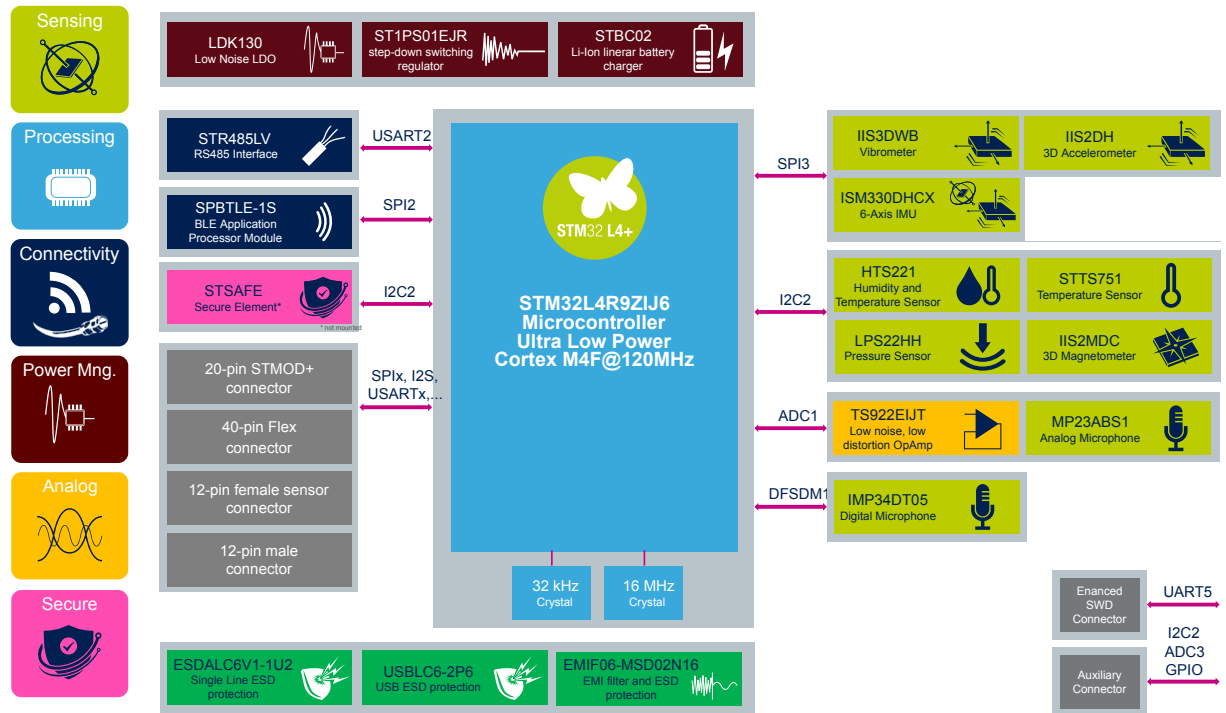 Sensing
Processing
Connectivity
Power Mng.
Analog
Secure
LDK130
Low Noise LDO
ST1PS01EJR
step-down switching
regulator
STBC02
Li-Ion linerar battery
charger
STR485LV
RS485 Interface
USART2
SPBTLE-1S
BLE Application
Processor Module
SPI2
STSAFE
Secure Element*
* not mounted
I2C2
20-pin STMOD+
connector
40-pin Flex
connector
12-pin female sensor
connector
12-pin male
connector
SPIx, I2S,
USARTx,...
STM32 L4+
STM32L4R9ZIJ6
Microcontroller
Ultra Low Power
Cortex M4F@120MHz
32 kHz
Crystal
16 MHz
Crystal
SPI3
IIS3DWB
Vibrometer
IIS2DH
3D Accelerometer
ISM330DHCX
6-Axis IMU
I2C2
HTS221
Humidity and
Temperature Sensor
STTS751
Temperature Sensor
LPS22HH
Pressure Sensor
IIS2MDC
3D Magnetometer
ADC1
TS922EIJT
Low noise, low
distortion OpAmp
MP23ABS1
Analog Microphone
DFSDM1
IMP34DT05
Digital Microphone
Enanced
SWD
Connector
UART5
Auxiliary
Connector
I2C2
ADC3
GPIO
ESDALC6V1-1U2
Single Line ESD
protection
USBLC6-2P6
USB ESD protection
EMIF06-MSD02N16
EMI filter and ESD
protection